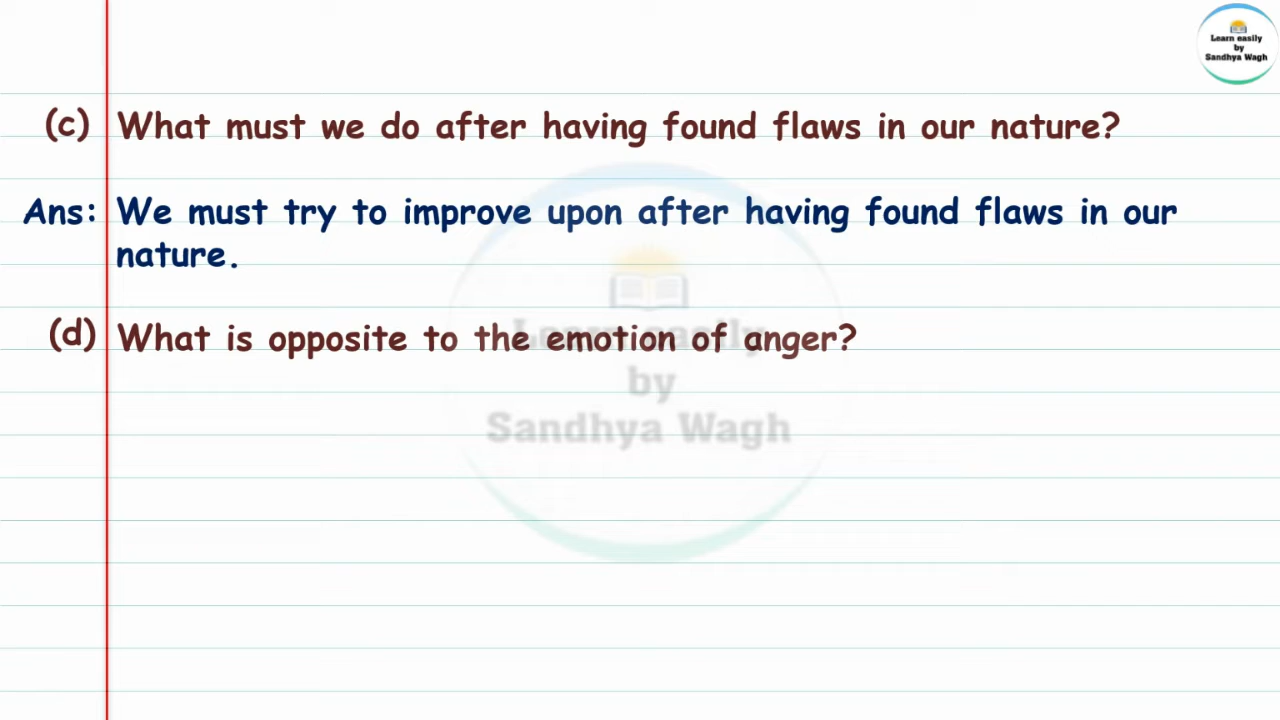 Learn easily
by
Sandhya Wagh
(c) What must we do after having found flaws in our nature?
Ans: We must try to improve upon after having found flaws in our
nature.
(d) What is opposite to the emotion of anger?
Learn easily
by
Sandhya Wagh